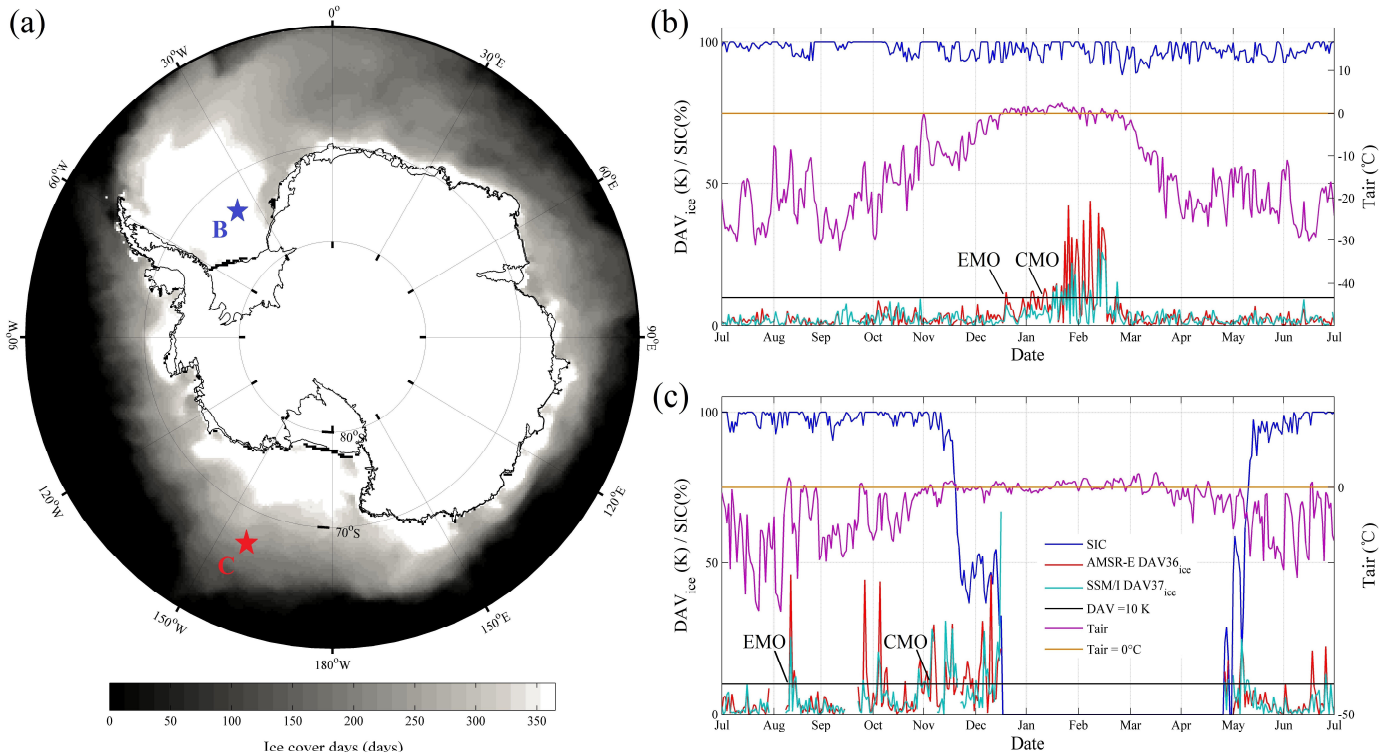 (a)
0°
30°W
30°E
60°W
60°E
B
90°W
90°E
80°S
120°W
120°E
70°S
C
150°W
150°E
180°W
0 50 100 150 200 250 300 350
Ice cover days (days)
(b)
100
50
0
DAV_ice (K) / SIC(%)
10
0
-10
-20
-30
-40
Tair (℃)
EMO
CMO
Jul Aug Sep Oct Nov Dec Jan Feb Mar Apr May Jun Jul
Date
(c)
100
50
0
DAV_ice (K) / SIC(%)
0
-50
Tair (℃)
SIC
AMSR-E DAV36_ice
SSM/I DAV37_ice
DAV =10 K
Tair
Tair = 0°C
EMO
CMO
Jul Aug Sep Oct Nov Dec Jan Feb Mar Apr May Jun Jul
Date